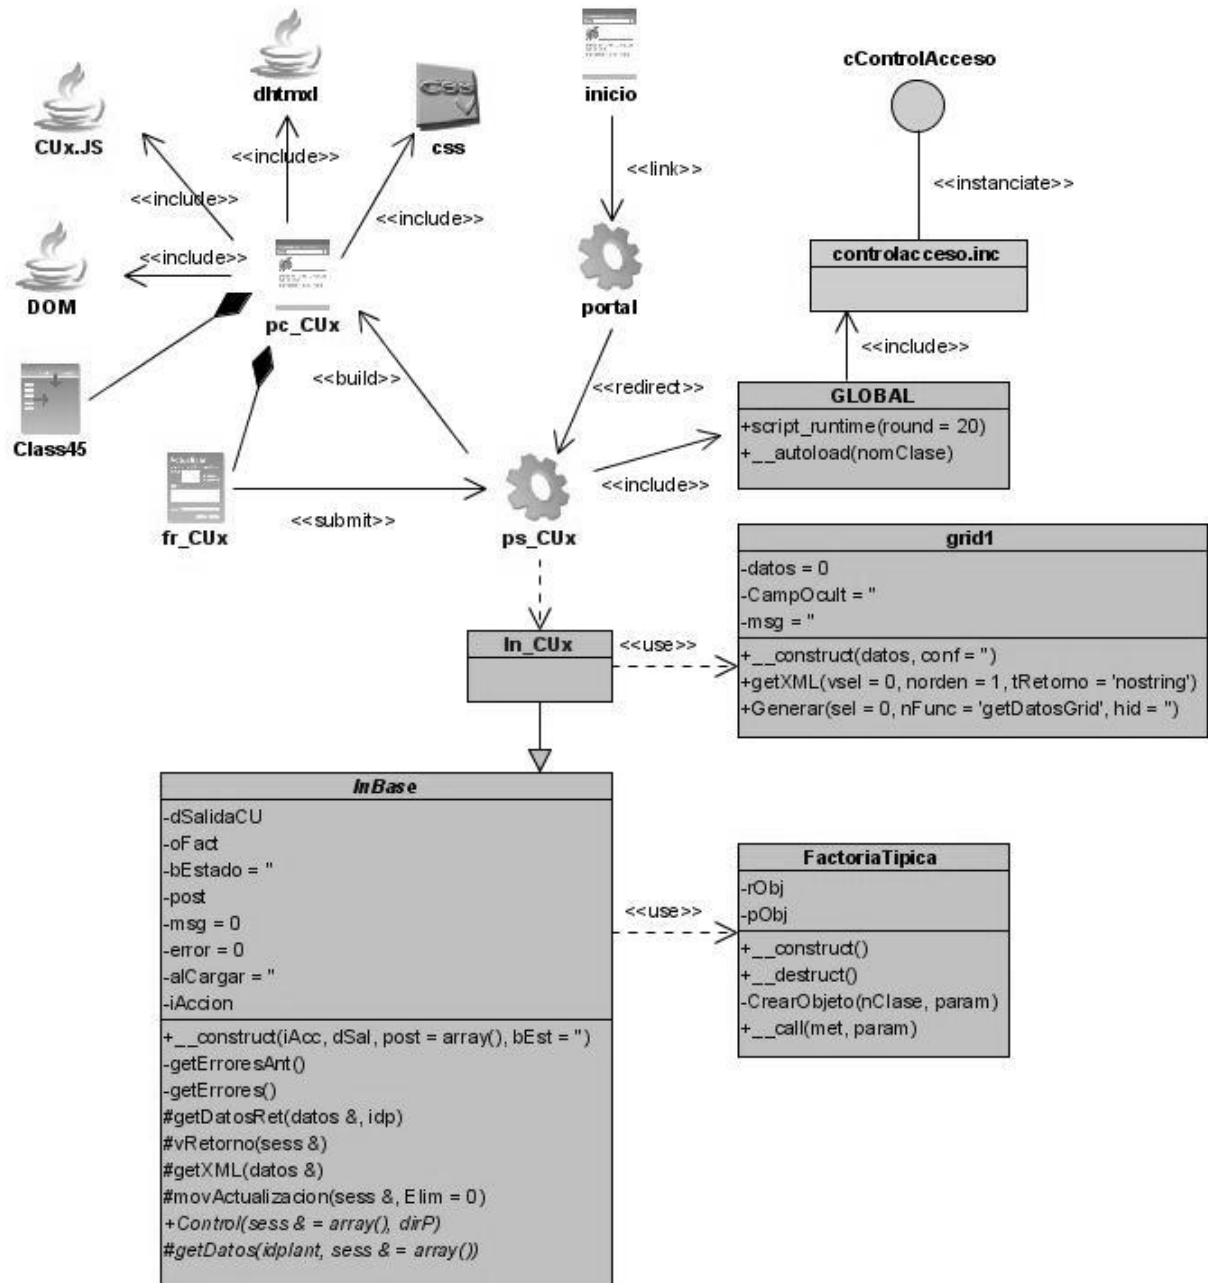 cControlAcceso
dhtmxl
inicio
CUx.JS
css
<<include>>
<<include>>
<<link>>
<<instanciate>>
<<include>>
<<include>>
<<include>>
controlacceso.inc
DOM
portal
pc_CUx
<<include>>
<<build>>
<<redirect>>
GLOBAL
+script_runtime(round = 20)
+__autoload(nomClase)
Class45
<<include>>
<<submit>>
fr_CUx
ps_CUx
grid1
-datos = 0
-CampOcult = ''
-msg = ''
In_CUx
<<use>>
+__construct(datos, conf = '')
+getXML(vsel = 0, norden = 1, tRetorno = 'nostring')
+Generar(sel = 0, nFunc = 'getDatosGrid', hid = '')
InBase
-dSalidaCU
-oFact
-bEstado = ''
-post
-msg = 0
-error = 0
-alCargar = ''
-iAccion
+__construct(iAcc, dSal, post = array(), bEst = '')
-getErroresAnt()
-getErrores()
#getDatosRet(datos &, idp)
#vRetorno(sess &)
#getXML(datos &)
#movActualizacion(sess &, Elim = 0)
+Control(sess & = array(), dirP)
#getDatos(idplant, sess & = array())
<<use>>
FactoriaTipica
-rObj
-pObj
+__construct()
+__destruct()
-CrearObjeto(nClase, param)
+__call(met, param)